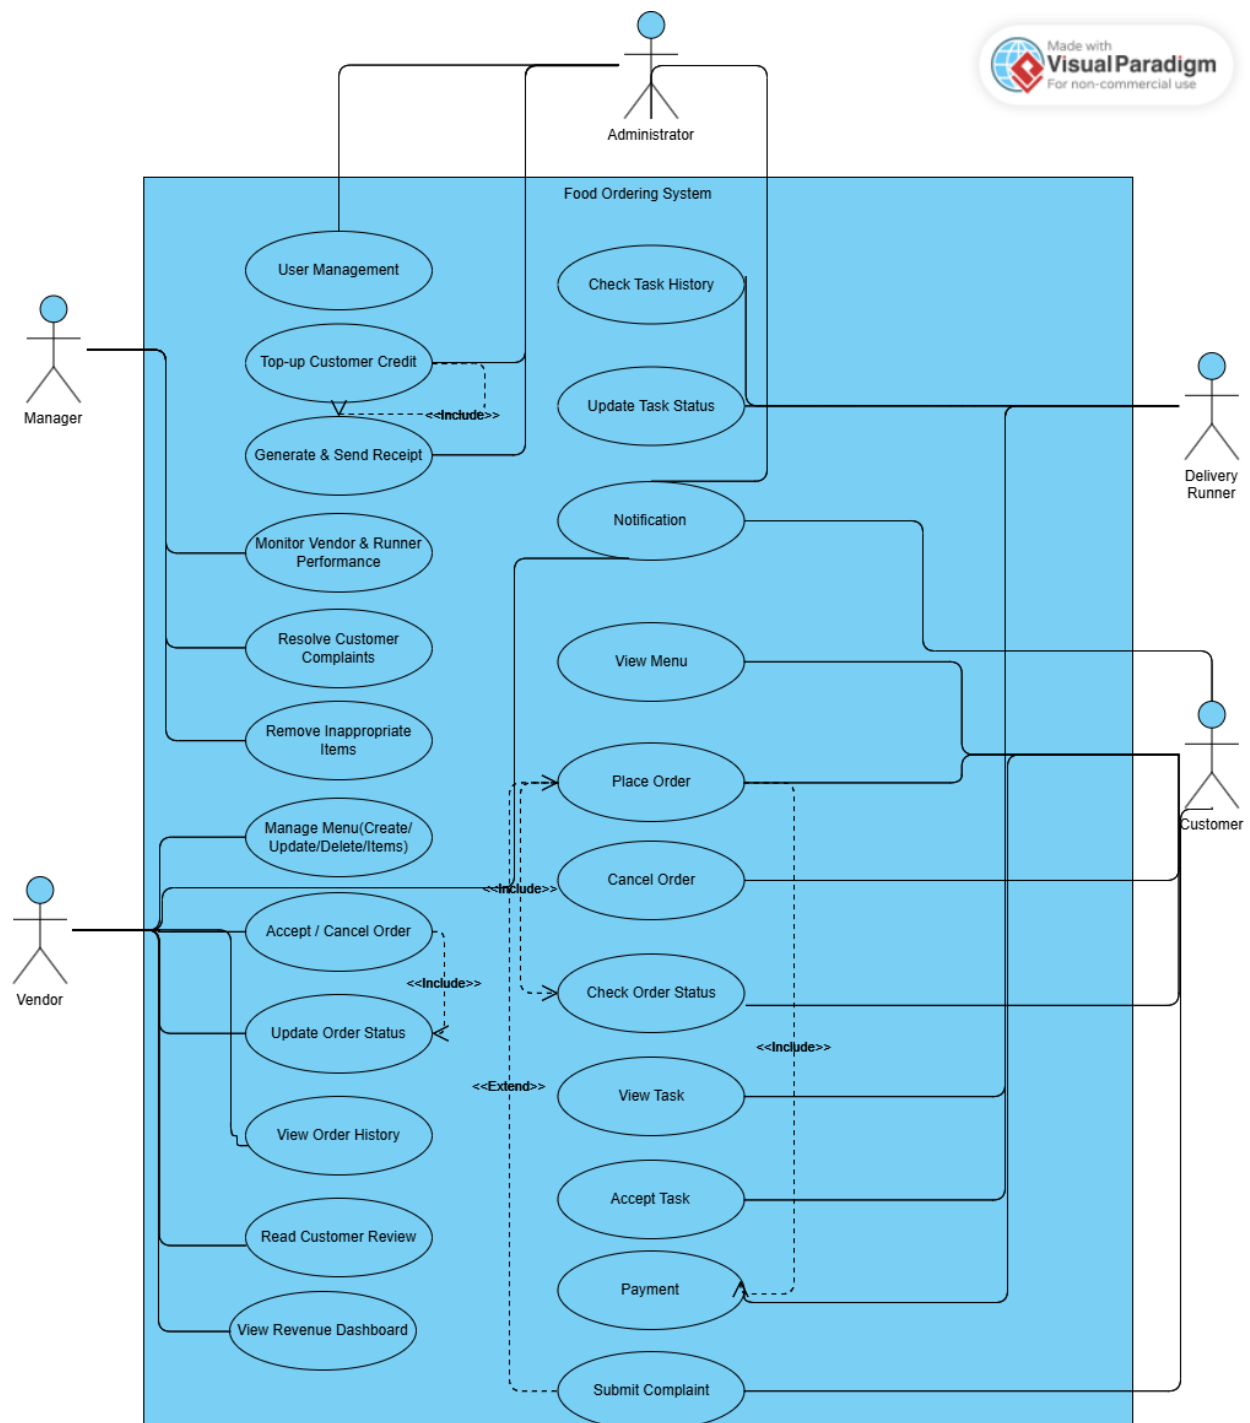 Made with
Visual Paradigm
For non-commercial use
Administrator
Food Ordering System
User Management
Check Task History
Top-up Customer Credit
<<Include>>
Update Task Status
Manager
Generate & Send Receipt
Delivery
Runner
Notification
Monitor Vendor & Runner
Performance
Resolve Customer
Complaints
View Menu
Remove Inappropriate
Items
Place Order
Customer
Manage Menu(Create/
Update/Delete/Items)
<<Include>>
Cancel Order
Accept / Cancel Order
Vendor
<<Include>>
Check Order Status
Update Order Status
<<Include>>
<<Extend>>
View Task
View Order History
Accept Task
Read Customer Review
Payment
View Revenue Dashboard
Submit Complaint